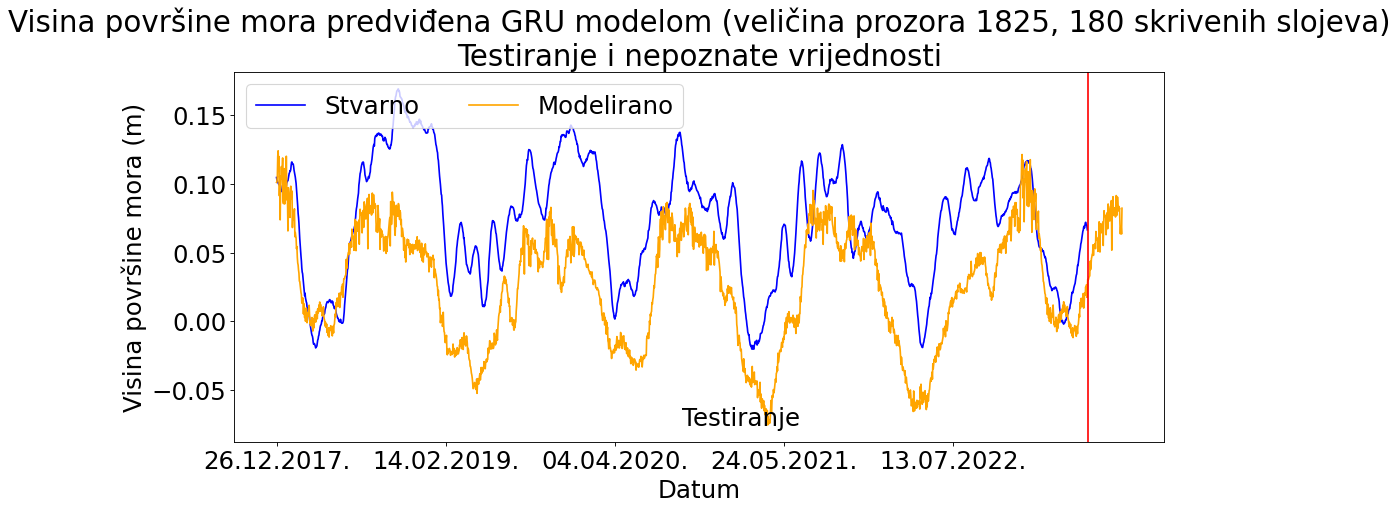 Visina površine mora predviđena GRU modelom (veličina prozora 1825, 180 skrivenih slojeva)
Testiranje i nepoznate vrijednosti
Stvarno
Modelirano
0.15
0.10
0.05
0.00
−0.05
Visina površine mora (m)
Testiranje
26.12.2017.
14.02.2019.
04.04.2020.
24.05.2021.
13.07.2022.
Datum